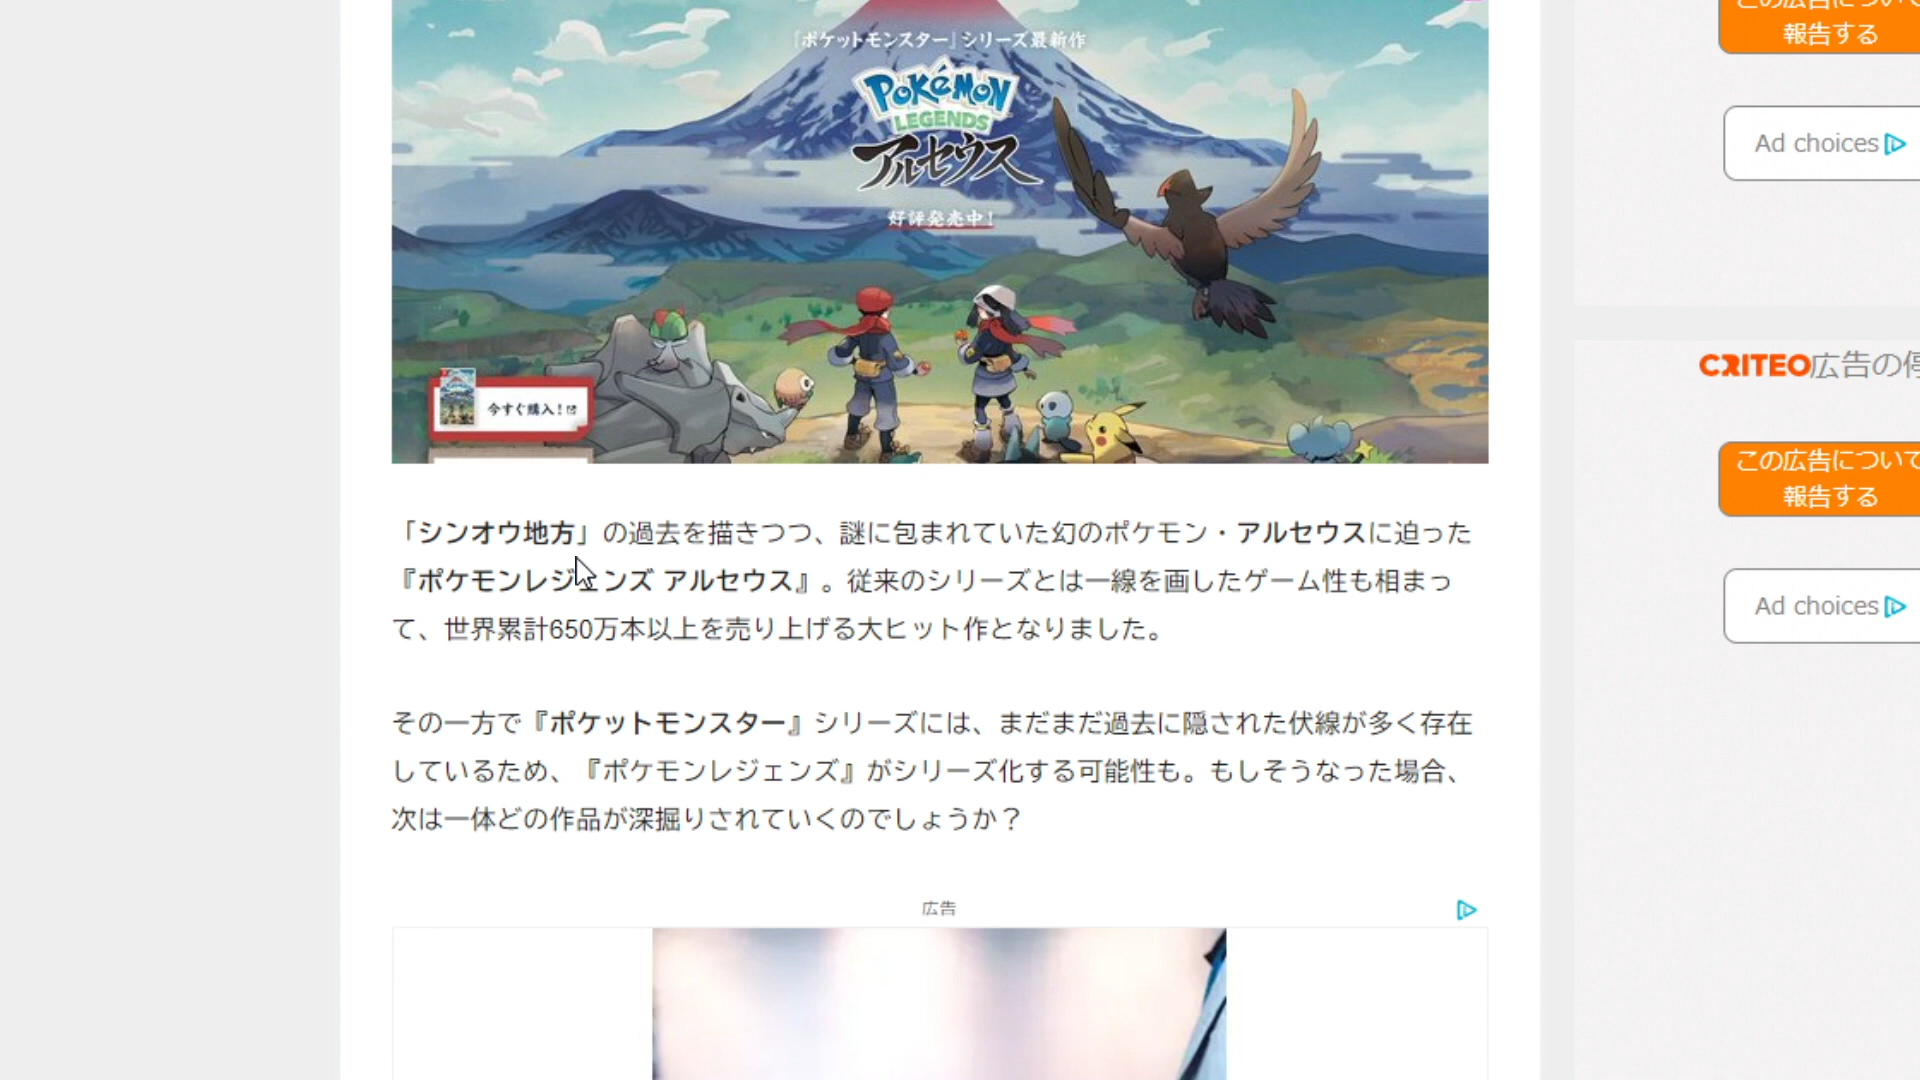 『ポケットモンスター』シリーズ最新作
POKéMON
LEGENDS
アルセウス
好評発売中！
今すぐ購入！
「シンオウ地方」の過去を描きつつ、謎に包まれていた幻のポケモン・アルセウスに迫った
『ポケモンレジェンズ アルセウス』。従来のシリーズとは一線を画したゲーム性も相まっ
て、世界累計650万本以上を売り上げる大ヒット作となりました。
その一方で『ポケットモンスター』シリーズには、まだまだ過去に隠された伏線が多く存在
しているため、『ポケモンレジェンズ』がシリーズ化する可能性も。もしそうなった場合、
次は一体どの作品が深掘りされていくのでしょうか？
広告
この広告について
報告する
Ad choices
CRITEO広告の停
この広告について
報告する
Ad choices